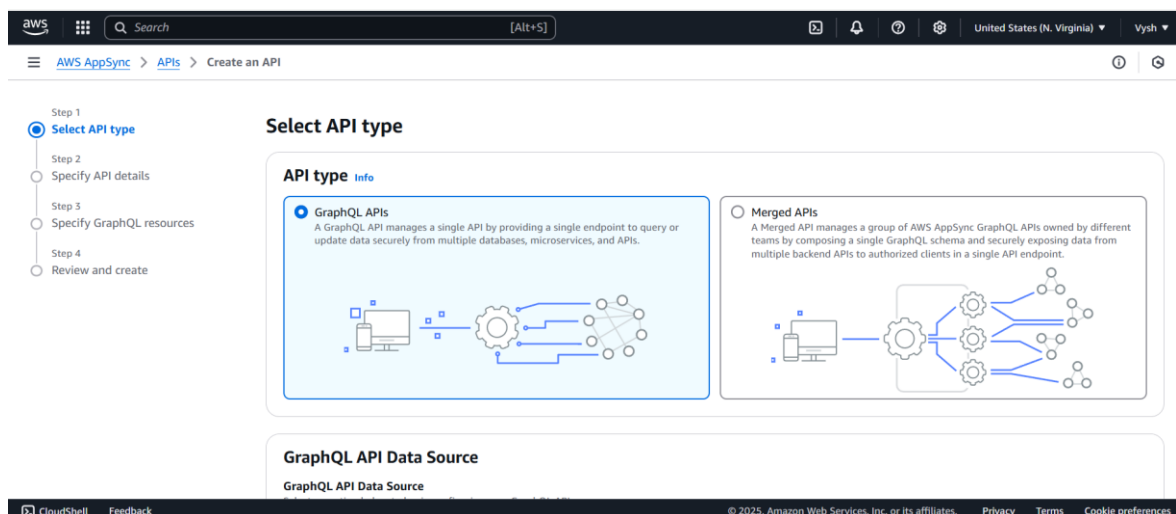 aws
Search
[Alt+S]
United States (N. Virginia)
Vysh
AWS AppSync > APIs > Create an API
Step 1
Select API type
Step 2
Specify API details
Step 3
Specify GraphQL resources
Step 4
Review and create
Select API type
API type Info
GraphQL APIs
A GraphQL API manages a single API by providing a single endpoint to query or
update data securely from multiple databases, microservices, and APIs.
Merged APIs
A Merged API manages a group of AWS AppSync GraphQL APIs owned by different
teams by composing a single GraphQL schema and securely exposing data from
multiple backend APIs to authorized clients in a single API endpoint.
GraphQL API Data Source
GraphQL API Data Source
CloudShell Feedback
© 2025, Amazon Web Services, Inc. or its affiliates. Privacy Terms Cookie preferences